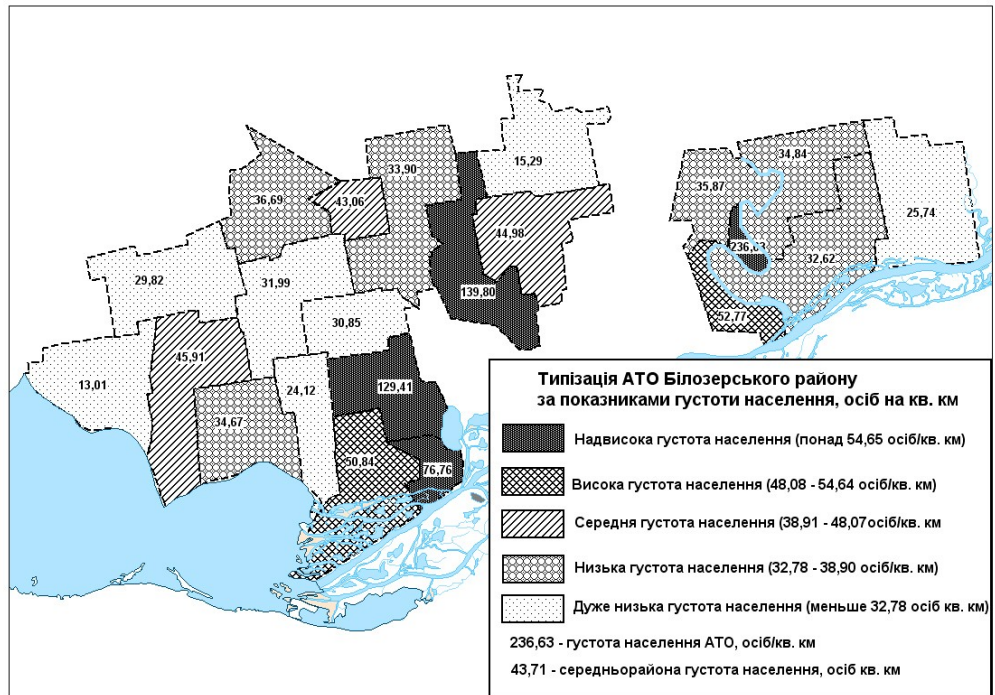 15,29
34,84
33,90
35,87
36,69
43,06
25,74
44,98
236,63
32,62
29,82
31,99
139,80
52,77
30,85
45,91
13,01
24,12
129,41
34,67
50,84
76,76
Типізація АТО Білозерського району
за показниками густоти населення, осіб на кв. км
Надвисока густота населення (понад 54,65 осіб/кв. км)
Висока густота населення (48,08 - 54,64 осіб/кв. км)
Середня густота населення (38,91 - 48,07осіб/кв. км
Низька густота населення (32,78 - 38,90 осіб/кв. км)
Дуже низька густота населення (меньше 32,78 осіб кв. км)
236,63 - густота населення АТО, осіб/кв. км
43,71 - середньорайона густота населення, осіб кв. км